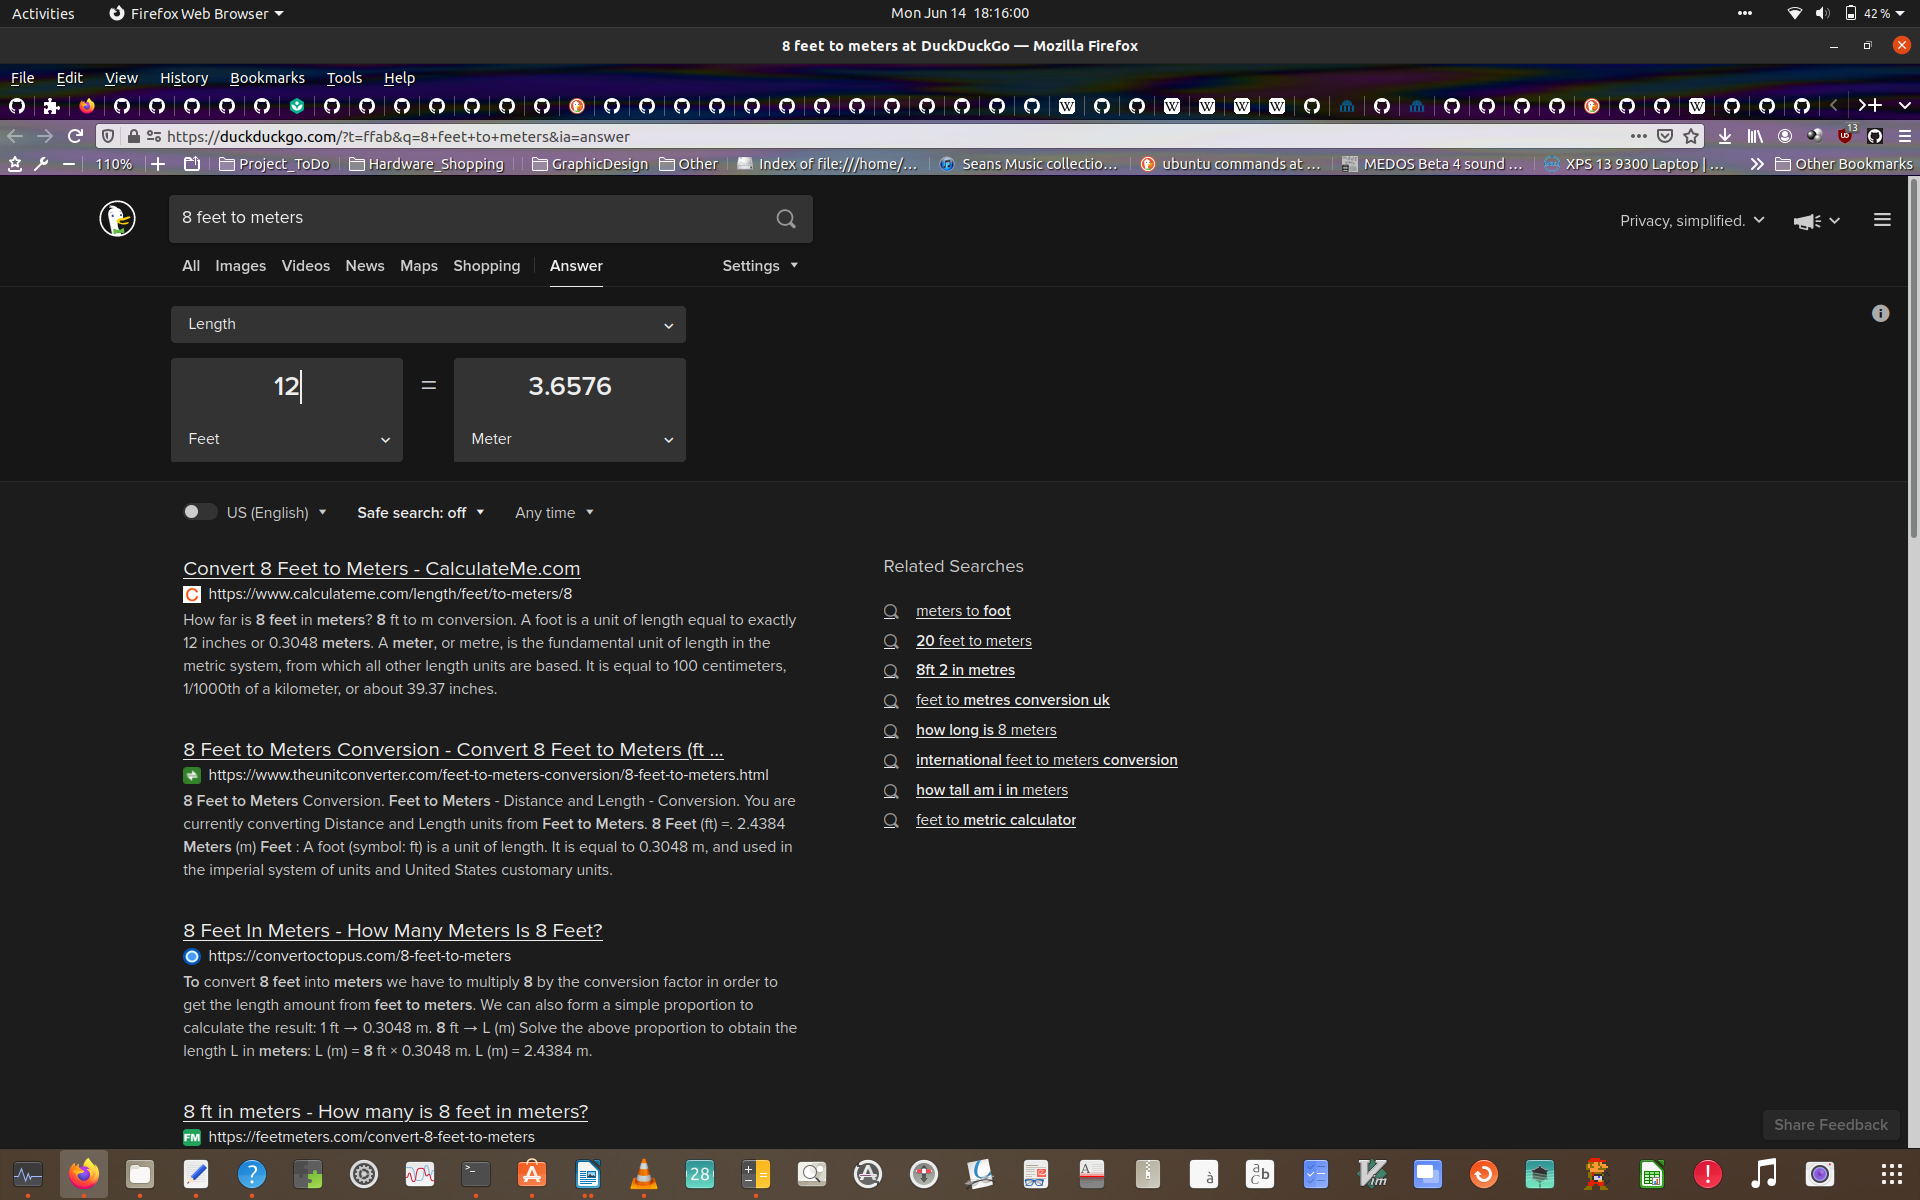 Activities Firefox Web Browser Mon Jun 14 18:16:00 42 %
8 feet to meters at DuckDuckGo — Mozilla Firefox
File Edit View History Bookmarks Tools Help
https://duckduckgo.com/?t=ffab&q=8+feet+to+meters&ia=answer 13
110% Project_ToDo Hardware_Shopping GraphicDesign Other Index of file:///home/... Seans Music collectio... ubuntu commands at ... MEDOS Beta 4 sound ... XPS 13 9300 Laptop | ... Other Bookmarks
8 feet to meters
Privacy, simplified.
All Images Videos News Maps Shopping Answer Settings
Length
12 = 3.6576
Feet Meter
US (English) Safe search: off Any time
Convert 8 Feet to Meters - CalculateMe.com
https://www.calculateme.com/length/feet/to-meters/8
How far is 8 feet in meters? 8 ft to m conversion. A foot is a unit of length equal to exactly
12 inches or 0.3048 meters. A meter, or metre, is the fundamental unit of length in the
metric system, from which all other length units are based. It is equal to 100 centimeters,
1/1000th of a kilometer, or about 39.37 inches.
8 Feet to Meters Conversion - Convert 8 Feet to Meters (ft ...
https://www.theunitconverter.com/feet-to-meters-conversion/8-feet-to-meters.html
8 Feet to Meters Conversion. Feet to Meters - Distance and Length - Conversion. You are
currently converting Distance and Length units from Feet to Meters. 8 Feet (ft) =. 2.4384
Meters (m) Feet : A foot (symbol: ft) is a unit of length. It is equal to 0.3048 m, and used in
the imperial system of units and United States customary units.
8 Feet In Meters - How Many Meters Is 8 Feet?
https://convertoctopus.com/8-feet-to-meters
To convert 8 feet into meters we have to multiply 8 by the conversion factor in order to
get the length amount from feet to meters. We can also form a simple proportion to
calculate the result: 1 ft → 0.3048 m. 8 ft → L (m) Solve the above proportion to obtain the
length L in meters: L (m) = 8 ft × 0.3048 m. L (m) = 2.4384 m.
8 ft in meters - How many is 8 feet in meters?
FM https://feetmeters.com/convert-8-feet-to-meters
Related Searches
meters to foot
20 feet to meters
8ft 2 in metres
feet to metres conversion uk
how long is 8 meters
international feet to meters conversion
how tall am i in meters
feet to metric calculator
Share Feedback
28